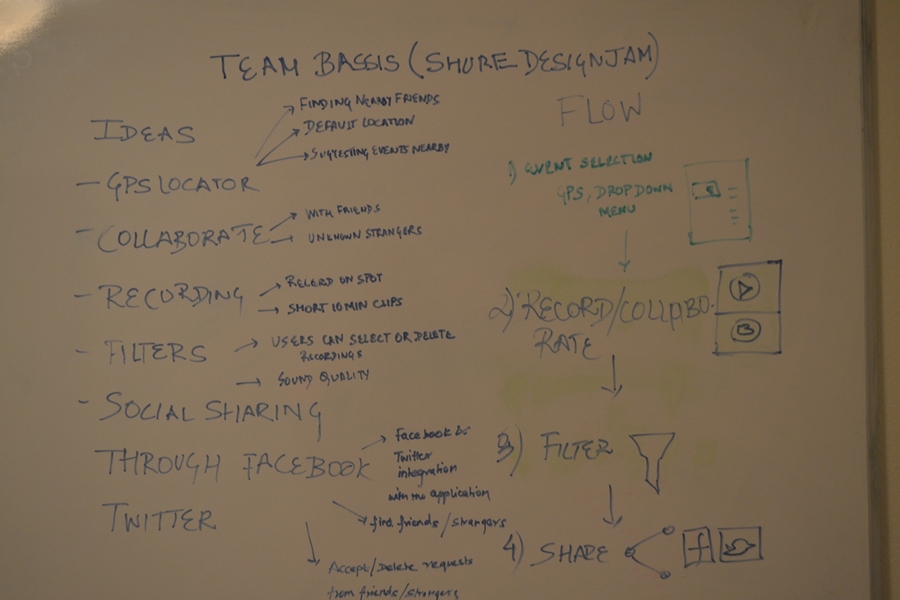 TEAM BASSIS (SHURE DESIGNJAM)
IDEAS
- GPS LOCATOR
FINDING NEARBY FRIENDS
DEFAULT LOCATION
SUGGESTING EVENTS NEARBY
- COLLABORATE
WITH FRIENDS
UNKNOWN STRANGERS
- RECORDING
RECORD ON SPOT
SHORT 10 MIN CLIPS
- FILTERS
USERS CAN SELECT OR DELETE
RECORDINGS
SOUND QUALITY
- SOCIAL SHARING
THROUGH FACEBOOK
TWITTER
Facebook &
Twitter
integration
with the application
find friends/strangers
Accept/Delete requests
from friends/strangers
FLOW
1) EVENT SELECTION
GPS, DROPDOWN
MENU
2) RECORD/COLLABO-
RATE
3) FILTER
4) SHARE
f